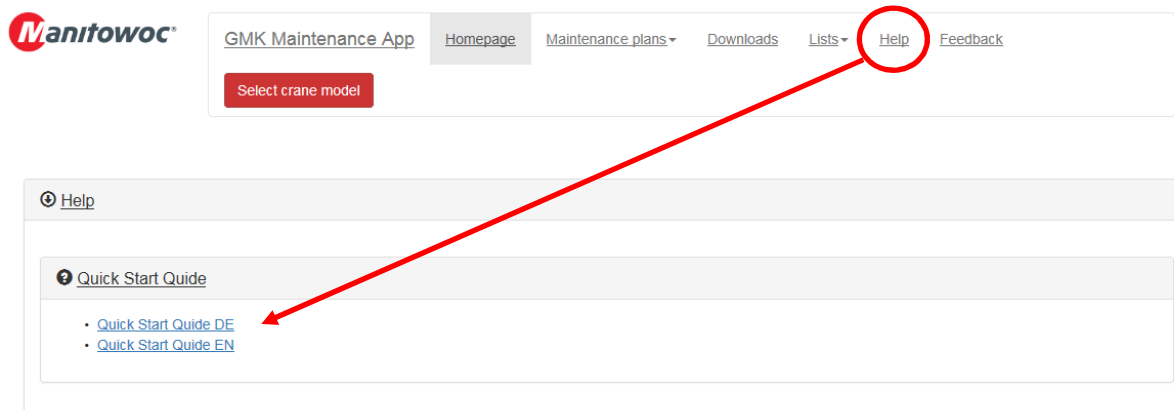 Manitowoc®
GMK Maintenance App Homepage Maintenance plans Downloads Lists Help Feedback
Select crane model
Help
Quick Start Quide
• Quick Start Quide DE
• Quick Start Quide EN